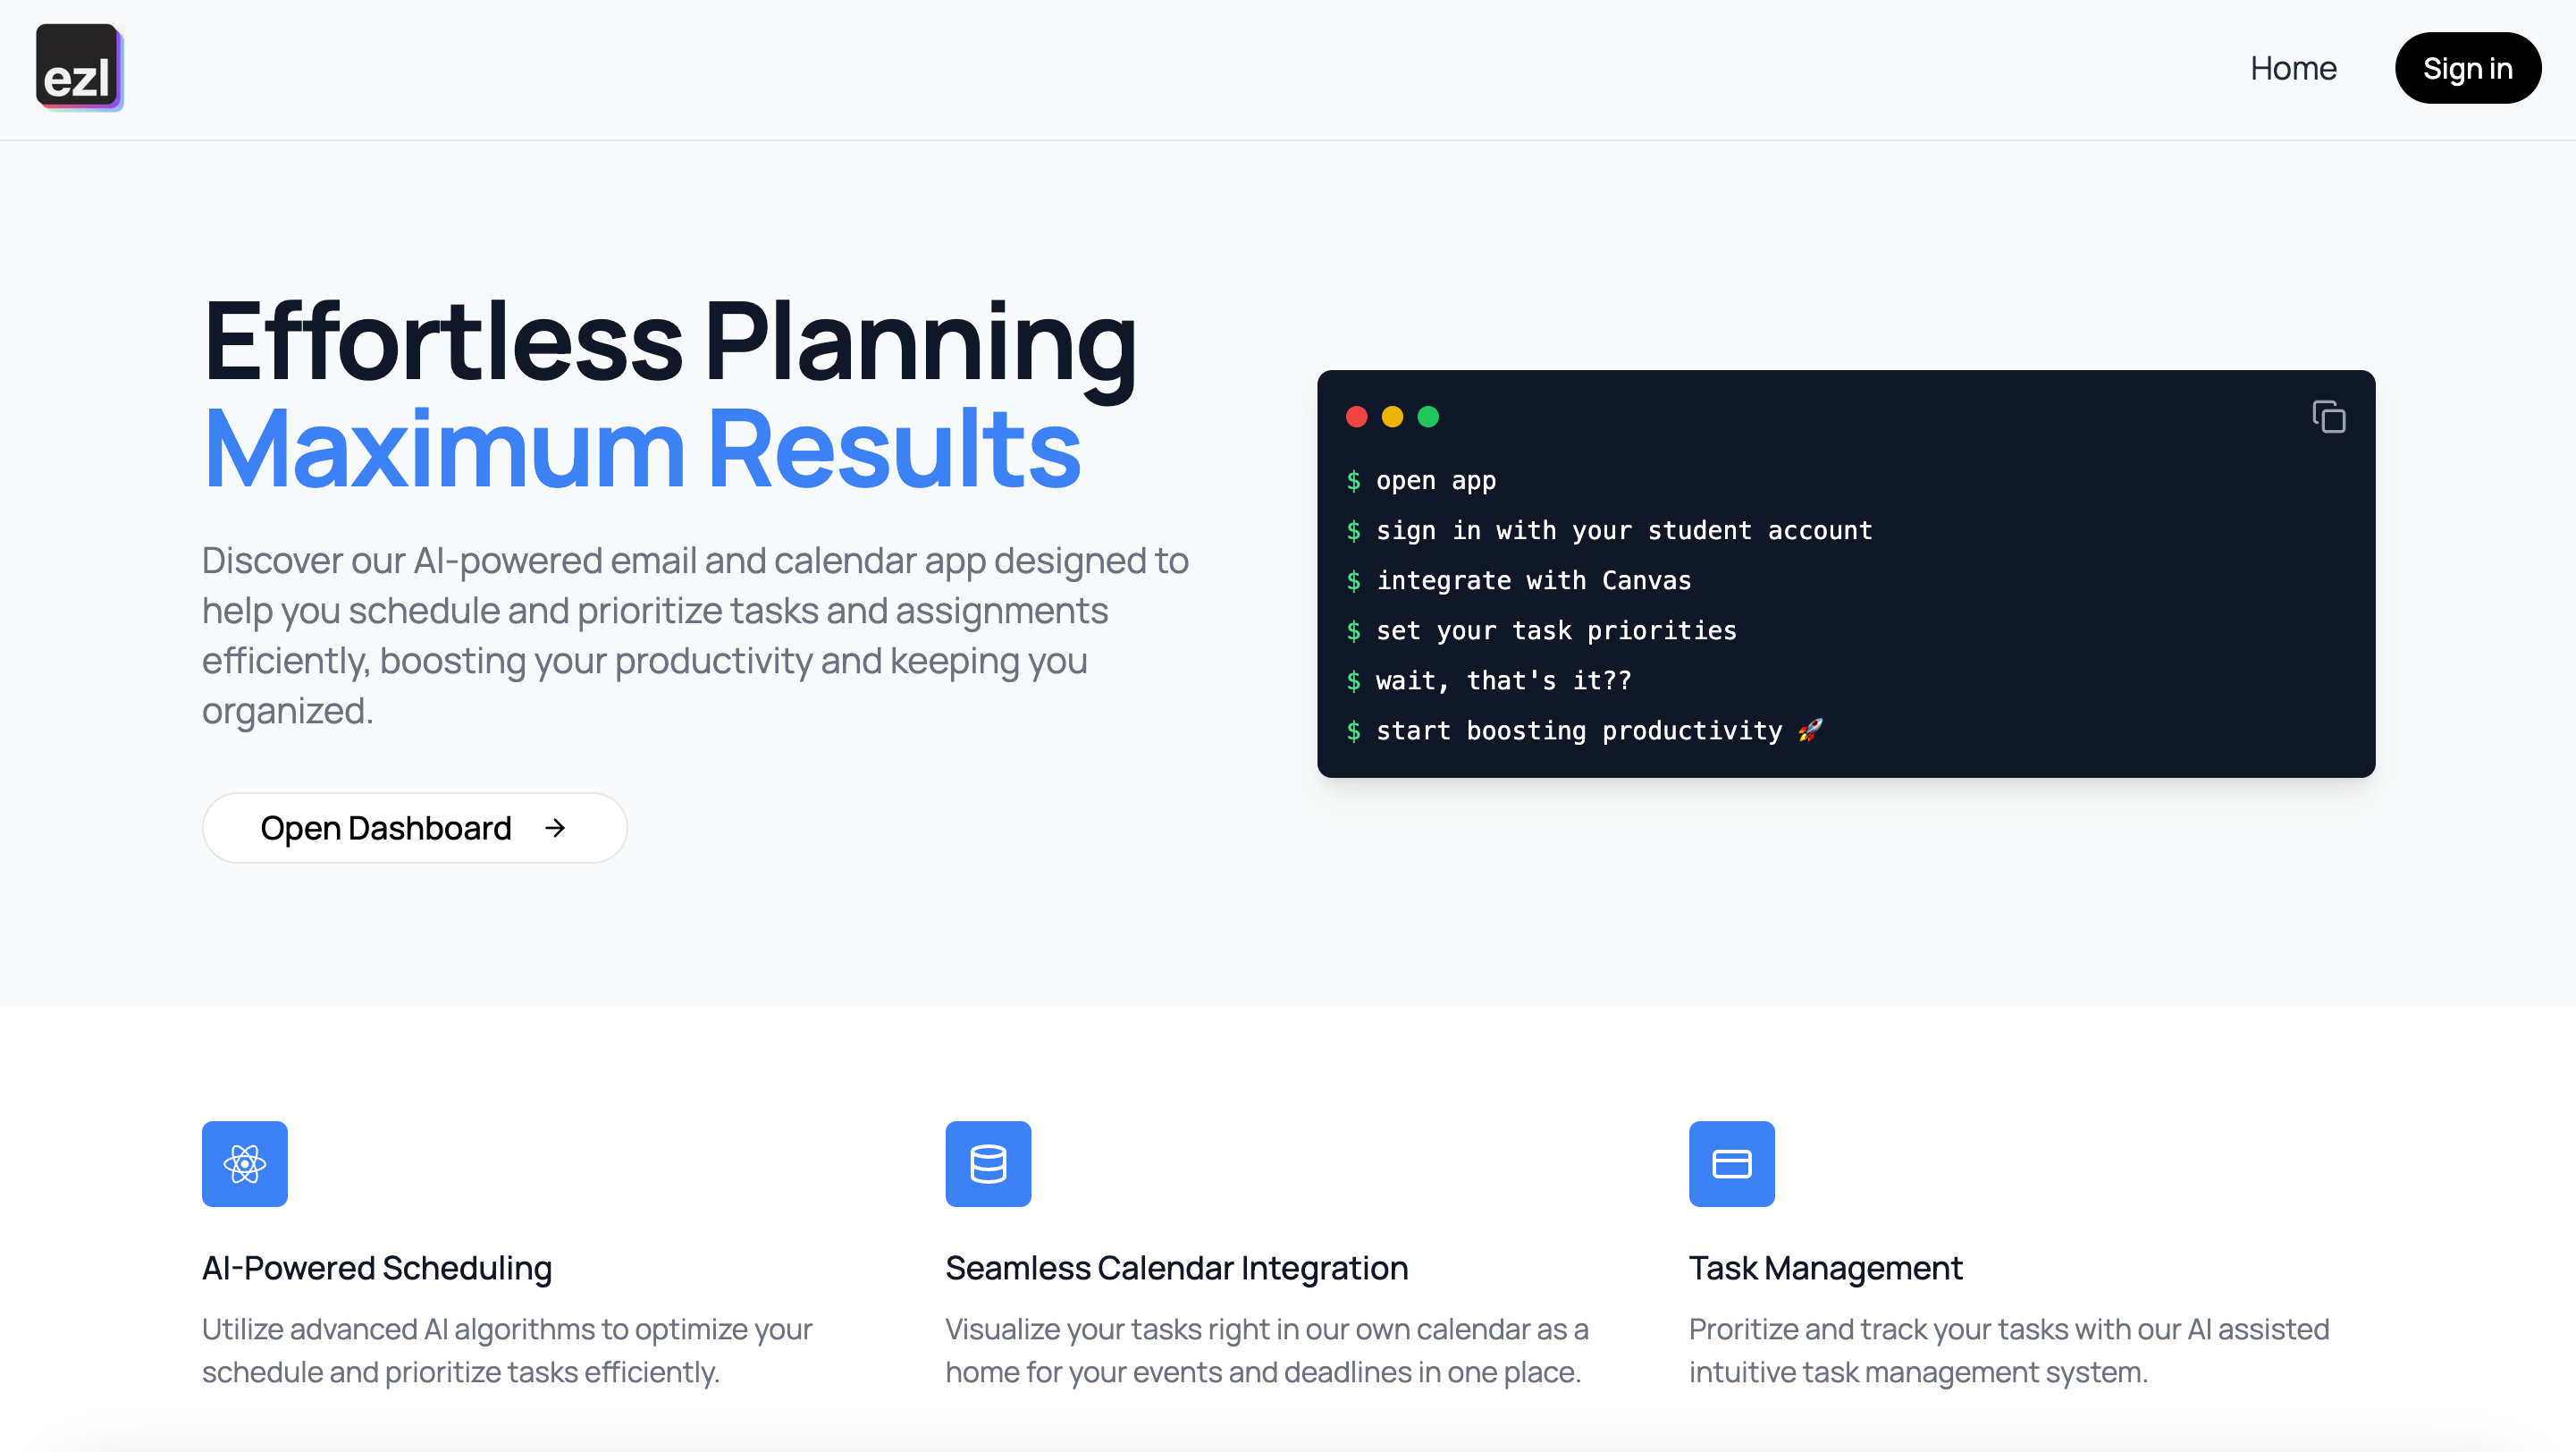 ezl
Home
Sign in
Effortless Planning
Maximum Results
Discover our AI-powered email and calendar app designed to
help you schedule and prioritize tasks and assignments
efficiently, boosting your productivity and keeping you
organized.
Open Dashboard →
$ open app
$ sign in with your student account
$ integrate with Canvas
$ set your task priorities
$ wait, that's it??
$ start boosting productivity 🚀
AI-Powered Scheduling
Utilize advanced AI algorithms to optimize your
schedule and prioritize tasks efficiently.
Seamless Calendar Integration
Visualize your tasks right in our own calendar as a
home for your events and deadlines in one place.
Task Management
Proritize and track your tasks with our AI assisted
intuitive task management system.